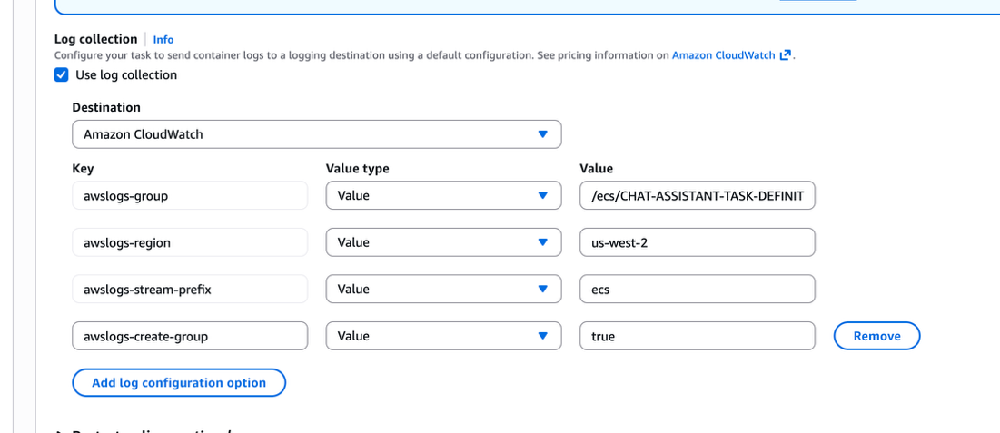 Log collection | Info
Configure your task to send container logs to a logging destination using a default configuration. See pricing information on Amazon CloudWatch.
Use log collection
Destination
Amazon CloudWatch
Key Value type Value
awslogs-group Value /ecs/CHAT-ASSISTANT-TASK-DEFINIT
awslogs-region Value us-west-2
awslogs-stream-prefix Value ecs
awslogs-create-group Value true Remove
Add log configuration option